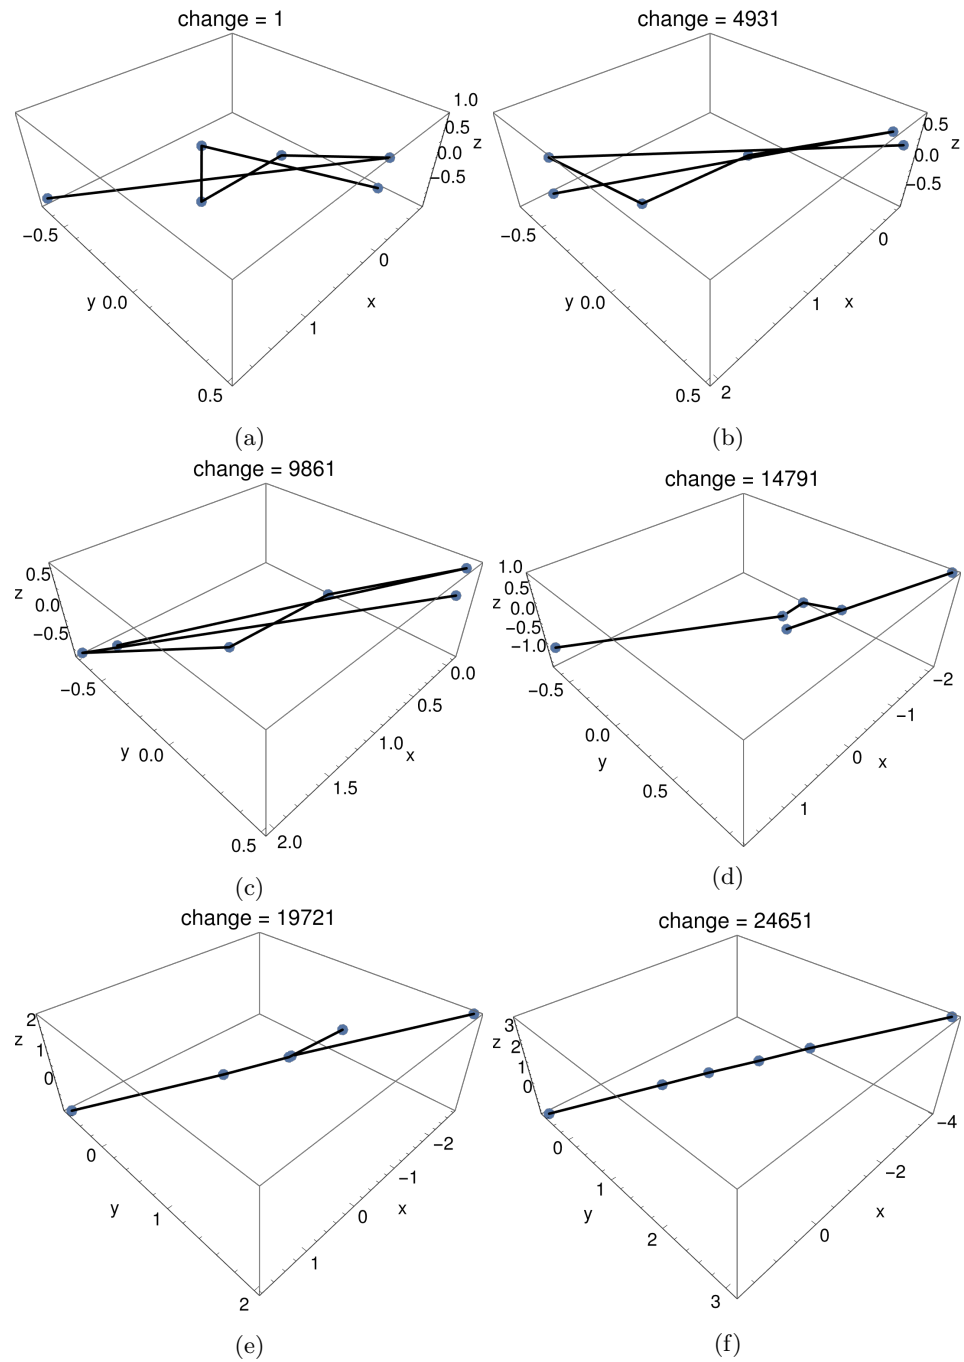 change = 1
1.0
0.5
z
0.0
−0.5
−0.5
0
y 0.0
x
1
0.5
(a)
change = 4931
0.5
z
0.0
−0.5
−0.5
0
y 0.0
1
x
0.5
2
(b)
change = 9861
0.5
z
0.0
−0.5
−0.5
0.0
0.5
y 0.0
1.0
x
1.5
0.5
2.0
(c)
change = 14791
1.0
0.5
z
0.0
−0.5
−1.0
−0.5
−2
−1
0.0
y
0
x
0.5
1
(d)
change = 19721
2
z
1
0
0
−2
−1
y
1
0
x
1
2
(e)
change = 24651
3
z
2
1
0
0
−4
−2
1
y
x
2
0
3
(f)